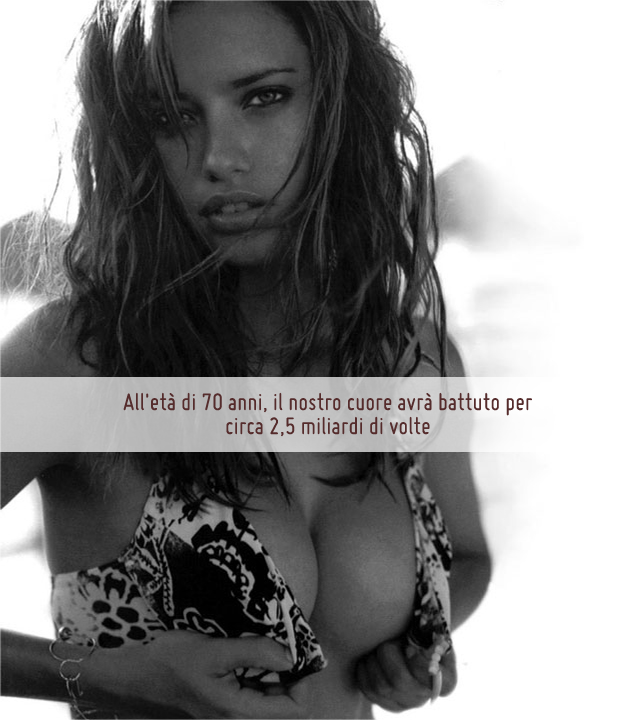 All'età di 70 anni, il nostro cuore avrà battuto per
circa 2,5 miliardi di volte